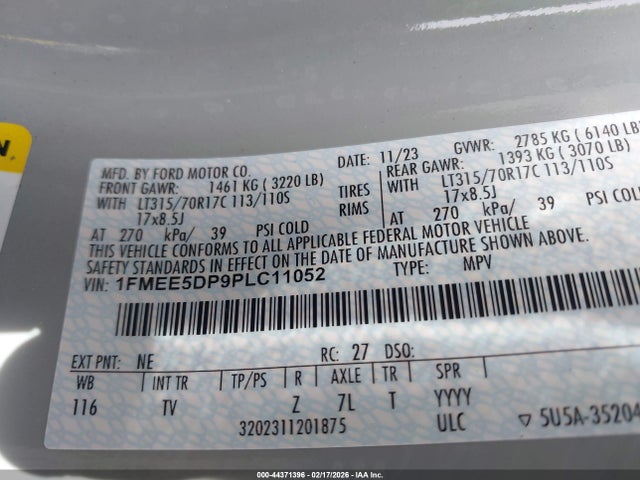 N
MFD. BY FORD MOTOR CO.
DATE: 11/23 GVWR: 2785 KG ( 6140 LB
FRONT GAWR: 1461 KG ( 3220 LB)
REAR GAWR: 1393 KG ( 3070 LB)
WITH LT315/70R17C 113/110S TIRES WITH LT315/70R17C 113/110S
17x8.5J RIMS 17x8.5J
AT 270 kPa/ 39 PSI COLD AT 270 kPa/ 39 PSI COLD
THIS VEHICLE CONFORMS TO ALL APPLICABLE FEDERAL MOTOR VEHICLE
SAFETY STANDARDS IN EFFECT ON THE DATE OF MANUFACTURE SHOWN ABOVE.
VIN: 1FMEE5DP9PLC11052 TYPE: MPV
EXT PNT: NE RC: 27 DSO:
WB INT TR TP/PS R AXLE TR SPR
116 TV Z 7L T YYYY
3202311201875 ULC ▽ 5U5A-35204
000-44371396 - 02/17/2026 - IAA Inc.